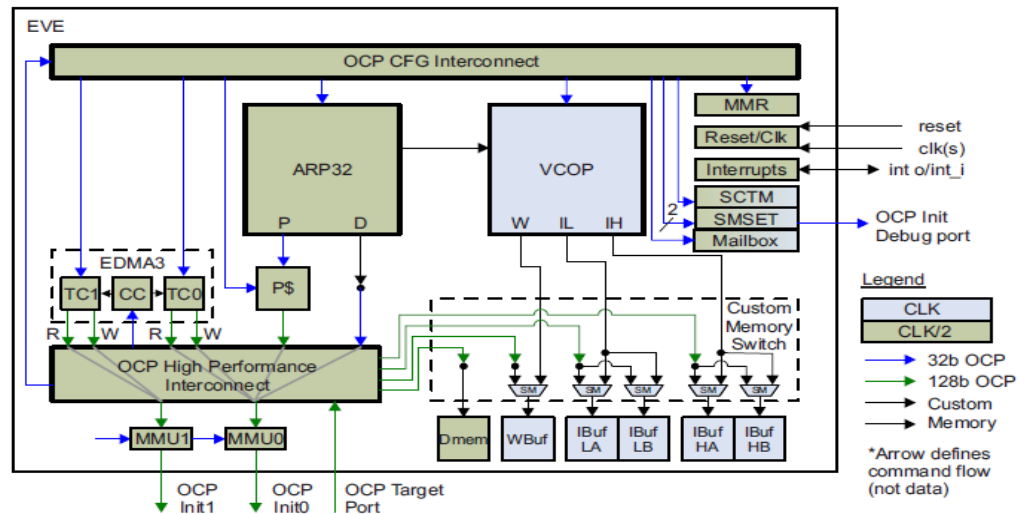 EVE
OCP CFG Interconnect
MMR
ARP32
VCOP
Reset/Clk
reset
clk(s)
Interrupts
int o/int_i
SCTM
2
SMSET
OCP Init
Debug port
Mailbox
P
D
W
IL
IH
EDMA3
TC1
CC
TC0
P$
Legend
CLK
CLK/2
R
W
R
W
Custom
Memory
Switch
OCP High Performance
Interconnect
32b OCP
128b OCP
Custom
Memory
SM
SM
SM
SM
SM
Dmem
WBuf
IBuf
LA
IBuf
LB
IBuf
HA
IBuf
HB
MMU1
MMU0
*Arrow defines
command flow
(not data)
OCP
Init1
OCP
Init0
OCP Target
Port